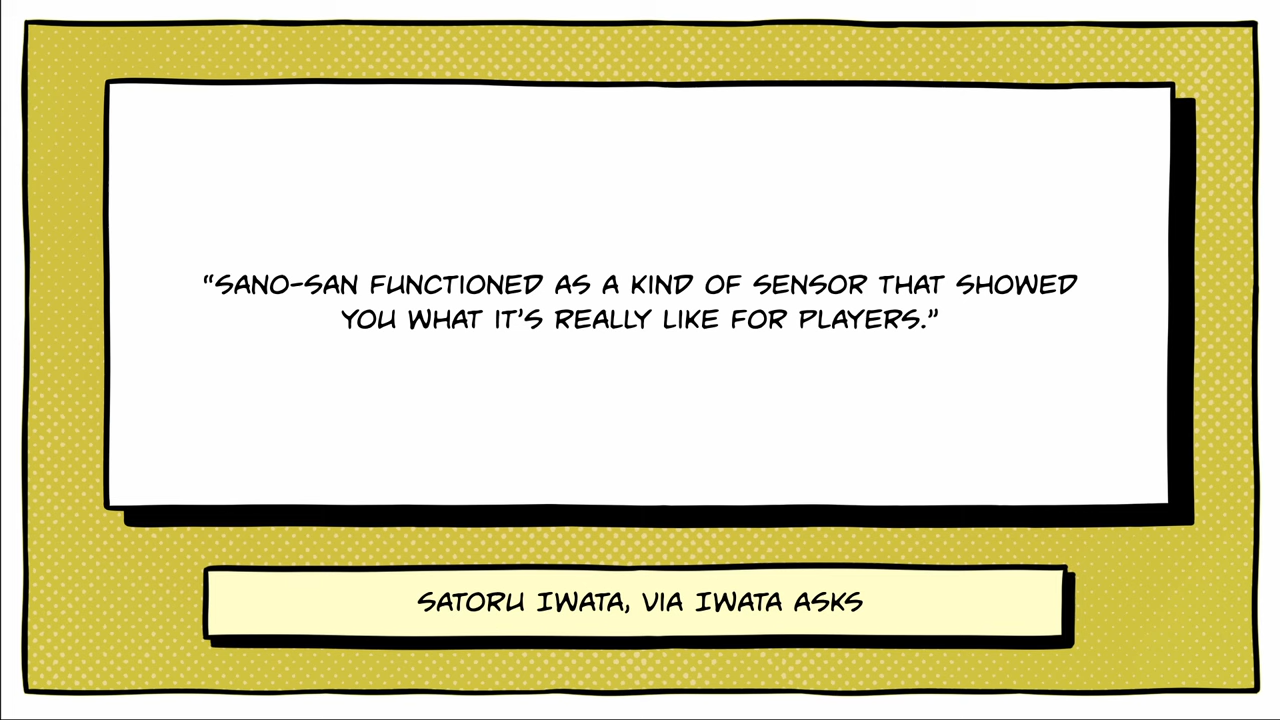 “SANO-SAN FUNCTIONED AS A KIND OF SENSOR THAT SHOWED
YOU WHAT IT’S REALLY LIKE FOR PLAYERS.”
SATORU IWATA, VIA IWATA ASKS